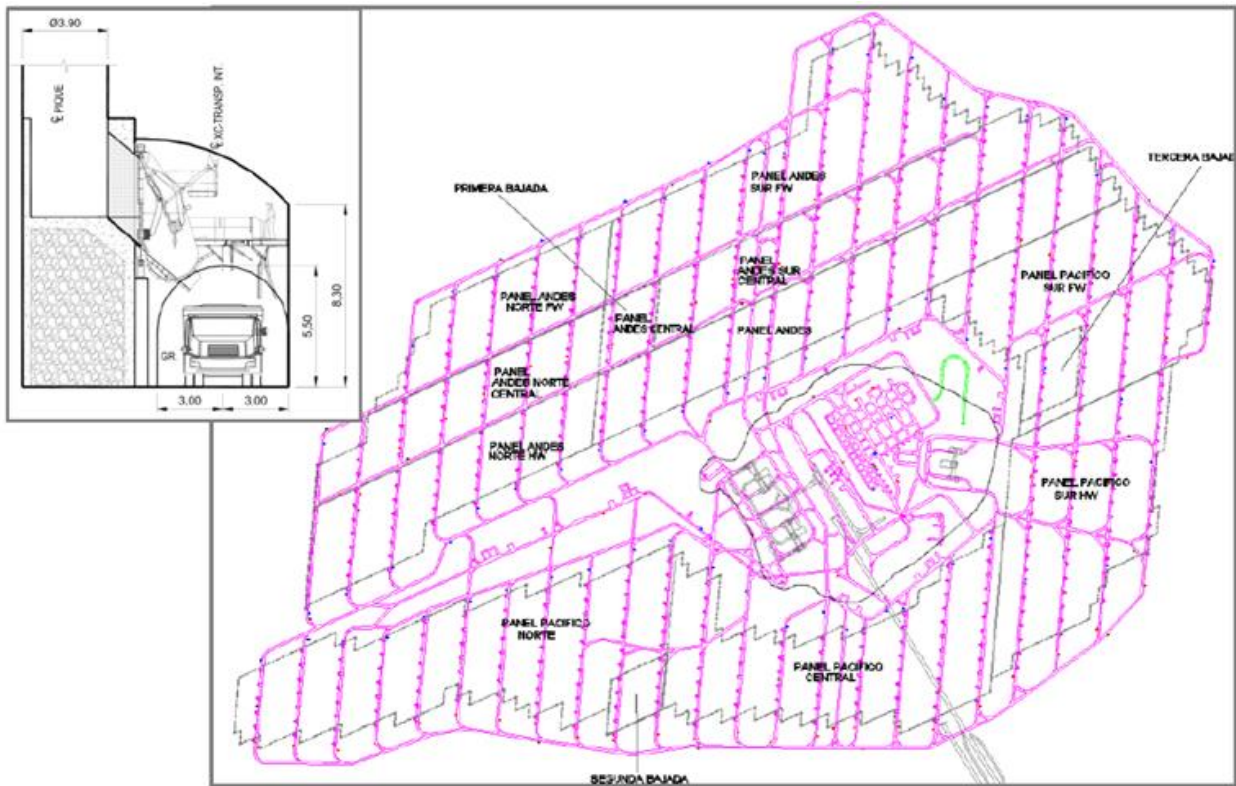 Ø3.90
℄ PIQUE
℄ EXC-TRANSP. INT.
8.30
5.50
GR.
3.00
3.00
PRIMERA BAJADA
TERCERA BAJAD
PANEL ANDES
SUR FW
PANEL
ANDES SUR
CENTRAL
PANEL PACIFICO
SUR FW
PANEL ANDES
NORTE FW
PANEL
ANDES CENTRAL
PANEL ANDES
PANEL
ANDES NORTE
CENTRAL
PANEL ANDES
NORTE HW
PANEL PACIFICO
SUR HW
PANEL PACIFICO
NORTE
PANEL PACIFICO
CENTRAL
SEGUNDA BAJADA